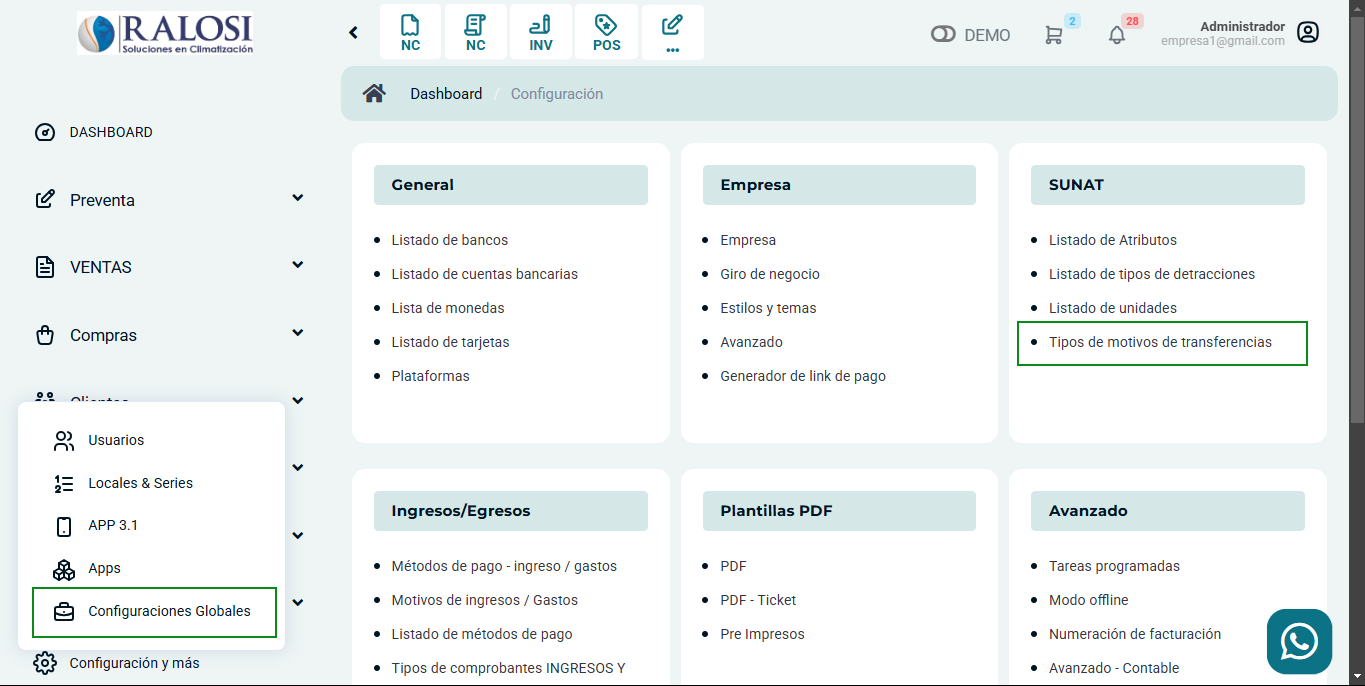 RALOSI
Soluciones en Climatización
NC
NC
INV
POS
...
DEMO
2
28
Administrador
empresa1@gmail.com
Dashboard / Configuración
DASHBOARD
Preventa
VENTAS
Compras
Clientes
Usuarios
Locales & Series
APP 3.1
Apps
Configuraciones Globales
Configuración y más
General
Listado de bancos
Listado de cuentas bancarias
Lista de monedas
Listado de tarjetas
Plataformas
Empresa
Empresa
Giro de negocio
Estilos y temas
Avanzado
Generador de link de pago
SUNAT
Listado de Atributos
Listado de tipos de detracciones
Listado de unidades
Tipos de motivos de transferencias
Ingresos/Egresos
Métodos de pago - ingreso / gastos
Motivos de ingresos / Gastos
Listado de métodos de pago
Tipos de comprobantes INGRESOS Y
Plantillas PDF
PDF
PDF - Ticket
Pre Impresos
Avanzado
Tareas programadas
Modo offline
Numeración de facturación
Avanzado - Contable